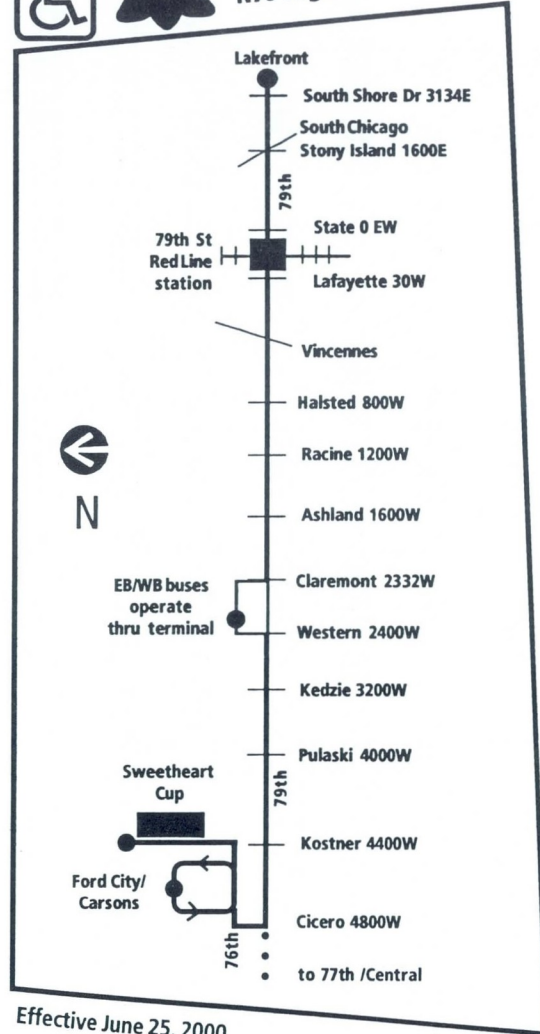 Lakefront
South Shore Dr 3134E
South Chicago
Stony Island 1600E
79th
State 0 EW
79th St
Red Line
station
Lafayette 30W
Vincennes
Halsted 800W
Racine 1200W
N
Ashland 1600W
EB/WB buses
operate
thru terminal
Claremont 2332W
Western 2400W
Kedzie 3200W
Pulaski 4000W
79th
Sweetheart
Cup
Kostner 4400W
Ford City/
Carsons
Cicero 4800W
76th
to 77th /Central
Effective June 25, 2000